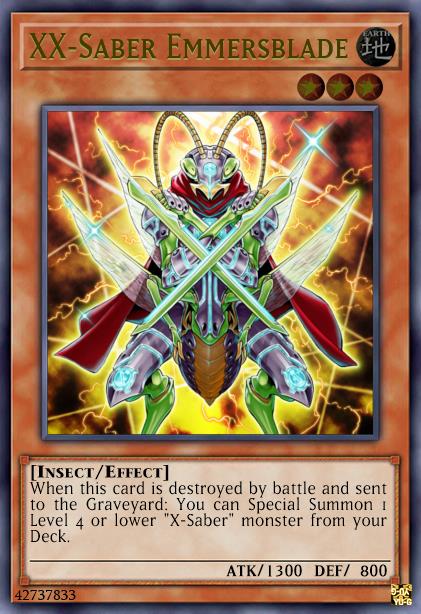 XX-Saber Emmersblade
EARTH
地
[Insect/Effect]
When this card is destroyed by battle and sent
to the Graveyard: You can Special Summon 1
Level 4 or lower "X-Saber" monster from your
Deck.
ATK/1300 DEF/ 800
42737833